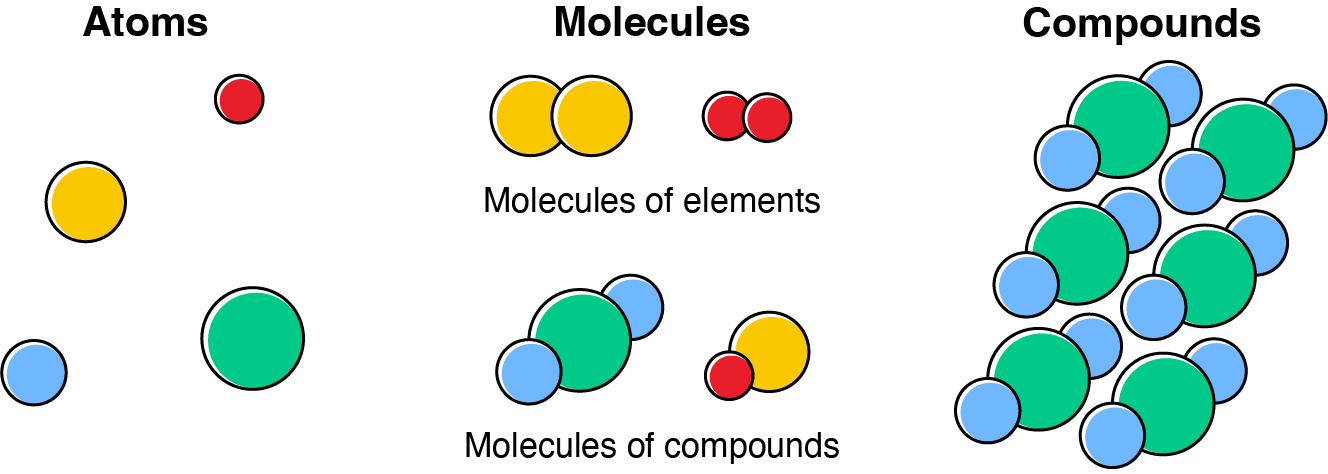 Atoms
Molecules
Compounds
Molecules of elements
Molecules of compounds